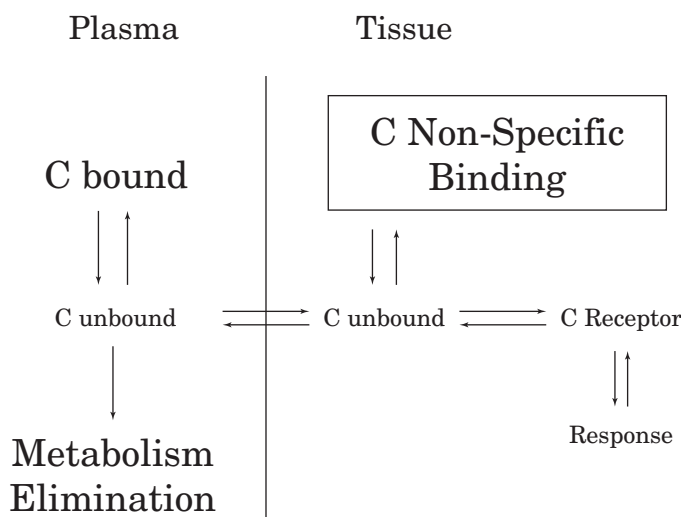 Plasma
Tissue
C Non-Specific
Binding
C bound
C unbound
C unbound
C Receptor
Response
Metabolism
Elimination